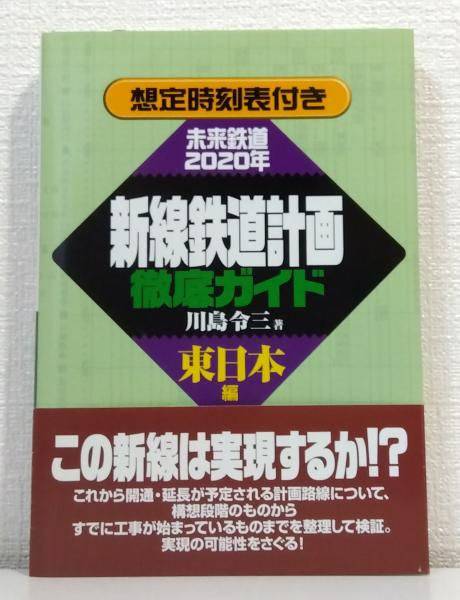 想定時刻表付き
未来鉄道
2020年
新線鉄道計画
徹底ガイド
川島令三著
東日本
編
この新線は実現するか!?
これから開通・延長が予定される計画路線について、
構想段階のものから
すでに工事が始まっているものまでを整理して検証。
実現の可能性をさぐる!